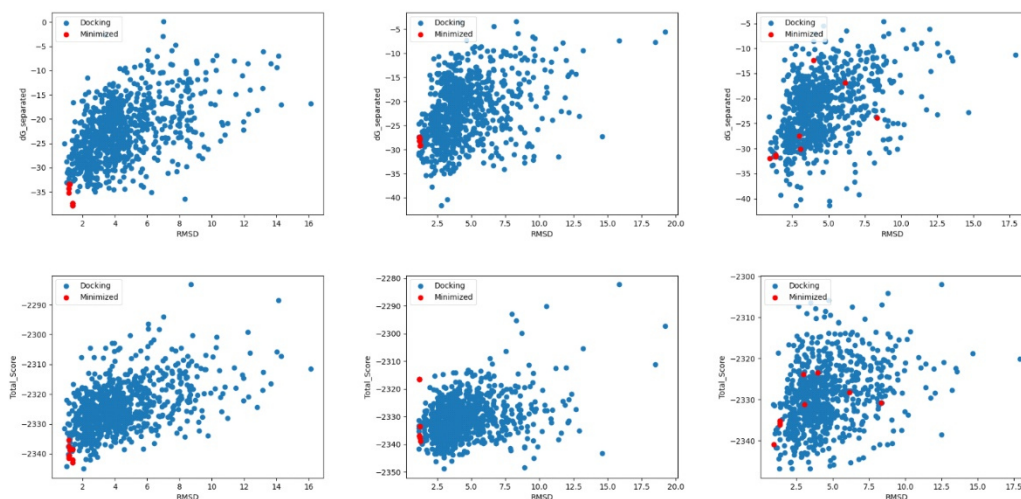 Docking
Minimized
0
−5
−10
−15
−20
−25
−30
−35
dG_separated
2 4 6 8 10 12 14 16
RMSD
Docking
Minimized
−5
−10
−15
−20
−25
−30
−35
−40
dG_separated
2.5 5.0 7.5 10.0 12.5 15.0 17.5 20.0
RMSD
Docking
Minimized
−5
−10
−15
−20
−25
−30
−35
−40
dG_separated
2.5 5.0 7.5 10.0 12.5 15.0 17.5
RMSD
Docking
Minimized
−2290
−2300
−2310
−2320
−2330
−2340
Total_Score
2 4 6 8 10 12 14 16
RMSD
Docking
Minimized
−2280
−2290
−2300
−2310
−2320
−2330
−2340
−2350
Total_Score
2.5 5.0 7.5 10.0 12.5 15.0 17.5 20.0
RMSD
Docking
Minimized
−2300
−2310
−2320
−2330
−2340
Total_Score
2.5 5.0 7.5 10.0 12.5 15.0 17.5
RMSD